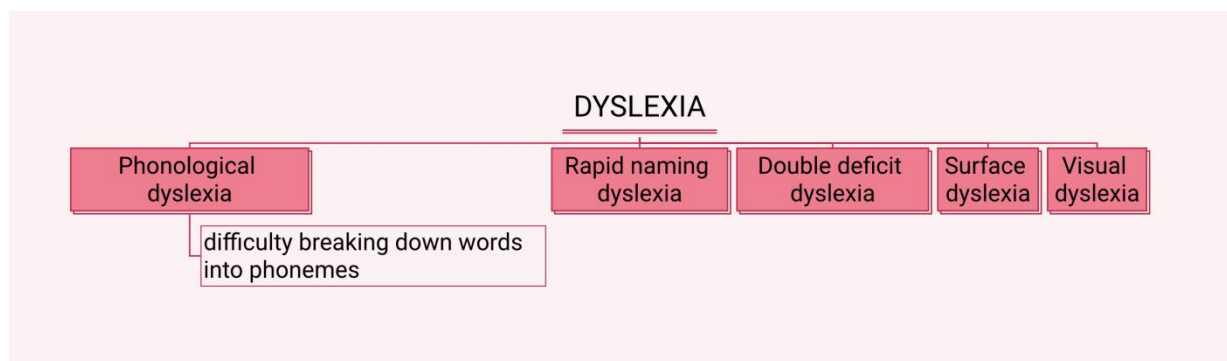 DYSLEXIA
Phonological
dyslexia
Rapid naming
dyslexia
Double deficit
dyslexia
Surface
dyslexia
Visual
dyslexia
difficulty breaking down words
into phonemes